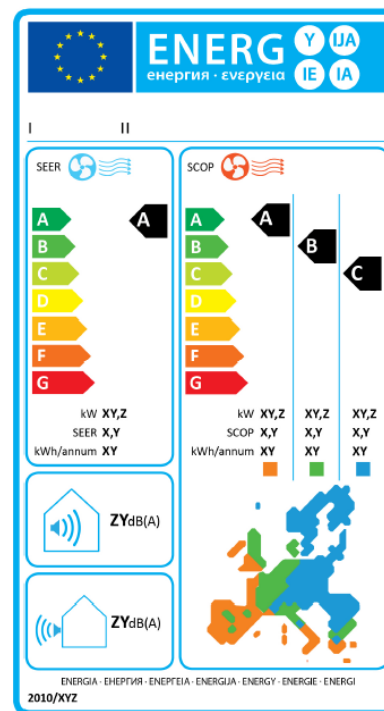 ENERG Y IJA
енергия · ενεργεια IE IA
I II
SEER
A A
B
C
D
E
F
G
kW XY,Z
SEER X,Y
kWh/annum XY
SCOP
A A
B B
C C
D
E
F
G
kW XY,Z XY,Z XY,Z
SCOP X,Y X,Y X,Y
kWh/annum XY XY XY
ZYdB(A)
ZYdB(A)
ENERGIA · ЕНЕРГИЯ · ΕΝΕΡΓΕΙΑ · ENERGIJA · ENERGY · ENERGIE · ENERGI
2010/XYZ